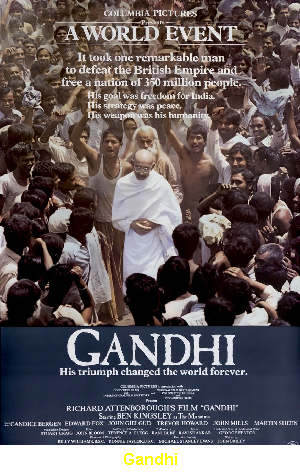 COLUMBIA PICTURES
Presents
A WORLD EVENT
It took one remarkable man
to defeat the British Empire and
free a nation of 350 million people.
His goal was freedom for India.
His strategy was peace.
His weapon was his humanity.
GANDHI
His triumph changed the world forever.
RICHARD ATTENBOROUGH'S FILM "GANDHI"
Starring BEN KINGSLEY as The Mahatma
CANDICE BERGEN EDWARD FOX JOHN GIELGUD TREVOR HOWARD JOHN MILLS MARTIN SHEEN
Gandhi